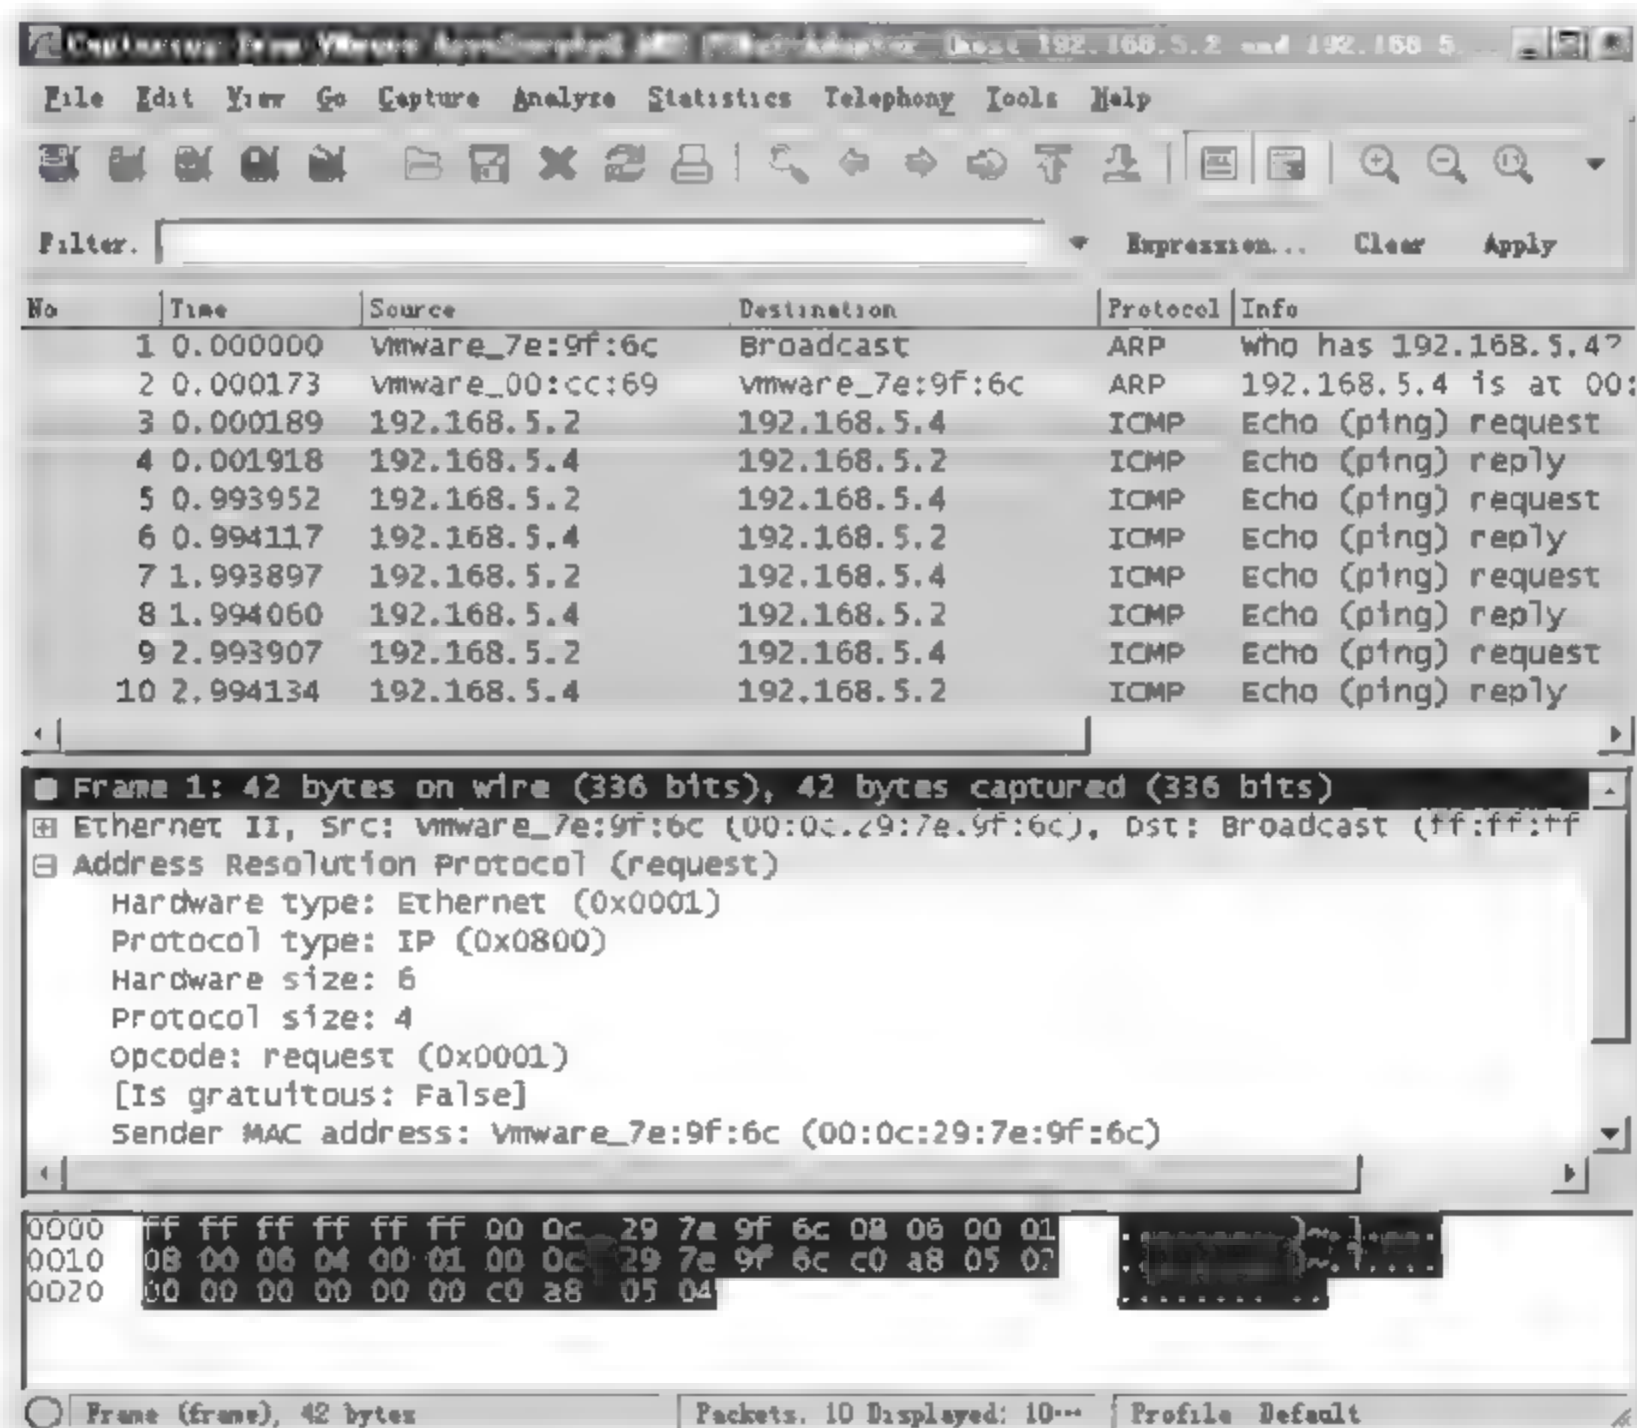 192.168.5.2 and 192.168 5.
File Edit View Go Capture Analyze Statistics Telephony Tools Help
Filter. Expression... Clear Apply
No Time Source Destination Protocol Info
1 0.000000 Vmware_7e:9f:6c Broadcast ARP who has 192.168.5.4?
2 0.000173 Vmware_00:cc:69 Vmware_7e:9f:6c ARP 192.168.5.4 is at 00:
3 0.000189 192.168.5.2 192.168.5.4 ICMP Echo (ping) request
4 0.001918 192.168.5.4 192.168.5.2 ICMP Echo (ping) reply
5 0.993952 192.168.5.2 192.168.5.4 ICMP Echo (ping) request
6 0.994117 192.168.5.4 192.168.5.2 ICMP Echo (ping) reply
7 1.993897 192.168.5.2 192.168.5.4 ICMP Echo (ping) request
8 1.994060 192.168.5.4 192.168.5.2 ICMP Echo (ping) reply
9 2.993907 192.168.5.2 192.168.5.4 ICMP Echo (ping) request
10 2.994134 192.168.5.4 192.168.5.2 ICMP Echo (ping) reply
Frame 1: 42 bytes on wire (336 bits), 42 bytes captured (336 bits)
Ethernet II, Src: Vmware_7e:9f:6c (00:0c:29:7e:9f:6c), Dst: Broadcast (ff:ff:ff
Address Resolution Protocol (request)
Hardware type: Ethernet (0x0001)
Protocol type: IP (0x0800)
Hardware size: 6
Protocol size: 4
Opcode: request (0x0001)
[Is gratuitous: False]
Sender MAC address: Vmware_7e:9f:6c (00:0c:29:7e:9f:6c)
0000 ff ff ff ff ff ff 00 0c 29 7e 9f 6c 08 06 00 01
0010 08 00 06 04 00 01 00 0c 29 7e 9f 6c c0 a8 05 02
0020 00 00 00 00 00 00 c0 a8 05 04
Frame (frame), 42 bytes Packets. 10 Displayed: 10··· Profile Default